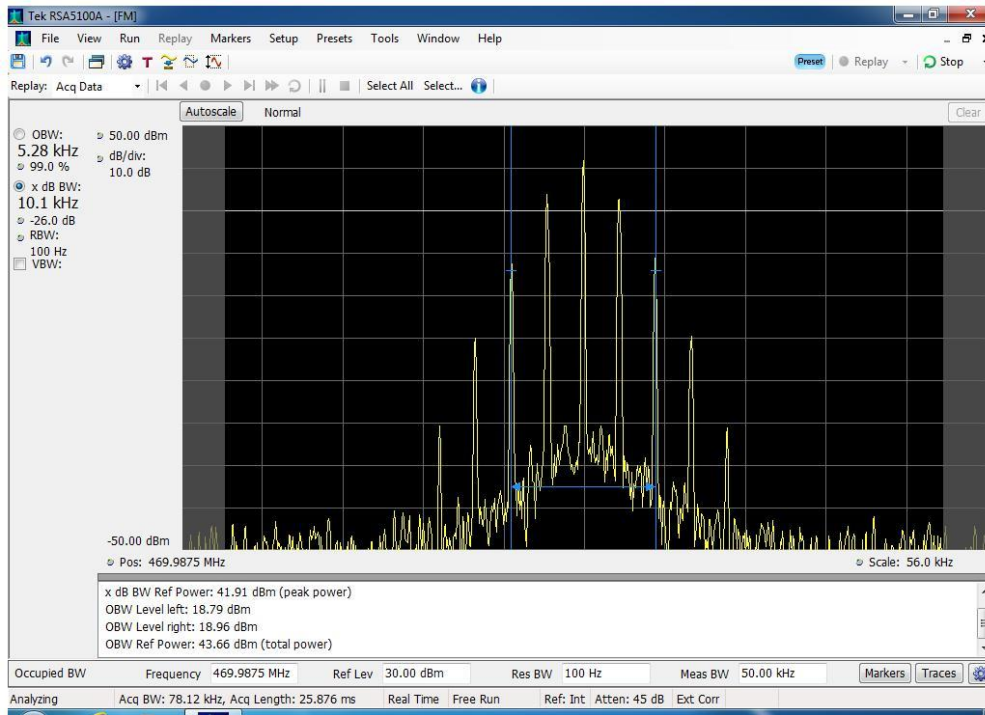 Tek RSA5100A - [FM]
File View Run Replay Markers Setup Presets Tools Window Help
Preset Replay Stop
Replay: Acq Data Select All Select...
Autoscale Normal Clear
OBW:
5.28 kHz
99.0 %
x dB BW:
10.1 kHz
-26.0 dB
RBW:
100 Hz
VBW:
50.00 dBm
dB/div:
10.0 dB
-50.00 dBm
Pos: 469.9875 MHz Scale: 56.0 kHz
x dB BW Ref Power: 41.91 dBm (peak power)
OBW Level left: 18.79 dBm
OBW Level right: 18.96 dBm
OBW Ref Power: 43.66 dBm (total power)
Occupied BW Frequency 469.9875 MHz Ref Lev 30.00 dBm Res BW 100 Hz Meas BW 50.00 kHz Markers Traces
Analyzing Acq BW: 78.12 kHz, Acq Length: 25.876 ms Real Time Free Run Ref: Int Atten: 45 dB Ext Corr